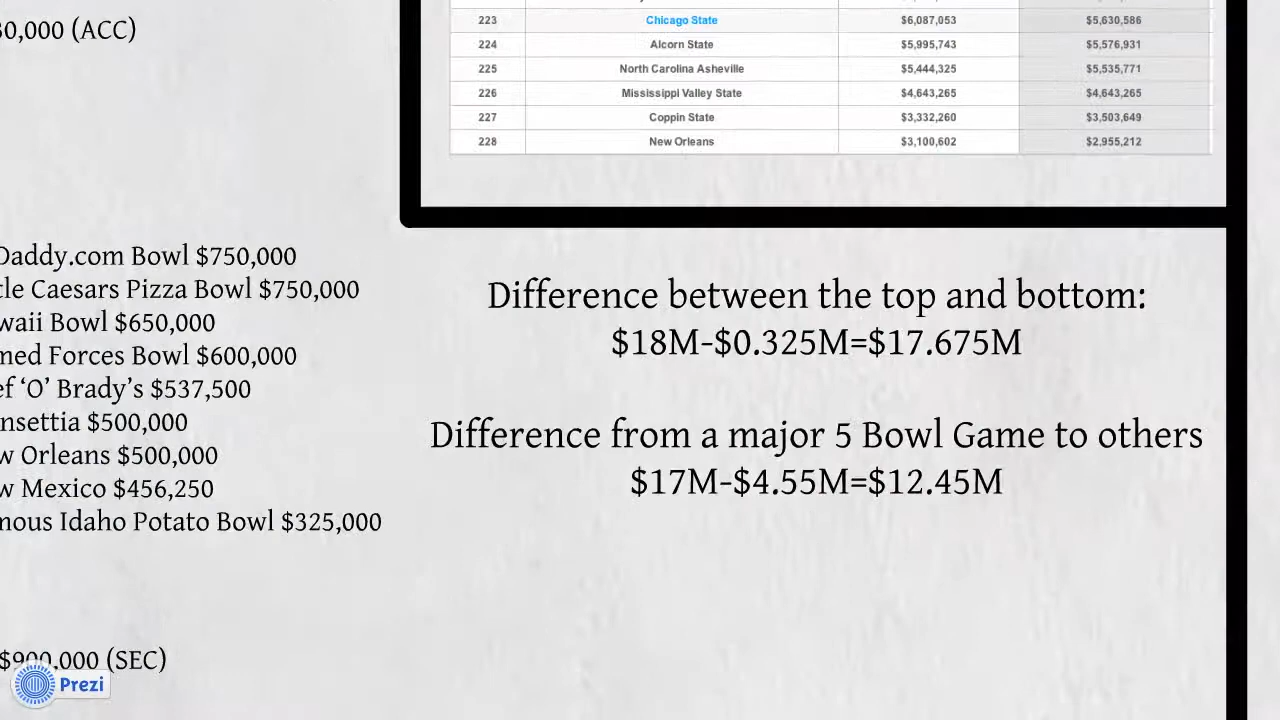 30,000 (ACC)
223 Chicago State $6,087,053 $5,630,586
224 Alcorn State $5,995,743 $5,576,931
225 North Carolina Asheville $5,444,325 $5,535,771
226 Mississippi Valley State $4,643,265 $4,643,265
227 Coppin State $3,332,260 $3,503,649
228 New Orleans $3,100,602 $2,955,212
Daddy.com Bowl $750,000
cle Caesars Pizza Bowl $750,000
waii Bowl $650,000
med Forces Bowl $600,000
ef ‘O’ Brady’s $537,500
nsettia $500,000
w Orleans $500,000
w Mexico $456,250
mous Idaho Potato Bowl $325,000
Difference between the top and bottom:
$18M-$0.325M=$17.675M
Difference from a major 5 Bowl Game to others
$17M-$4.55M=$12.45M
$900,000 (SEC)
Prezi